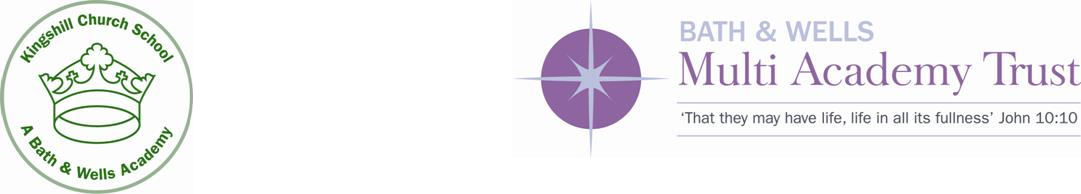 Kingshill Church School
A Bath & Wells Academy
BATH & WELLS
Multi Academy Trust
‘That they may have life, life in all its fullness’ John 10:10